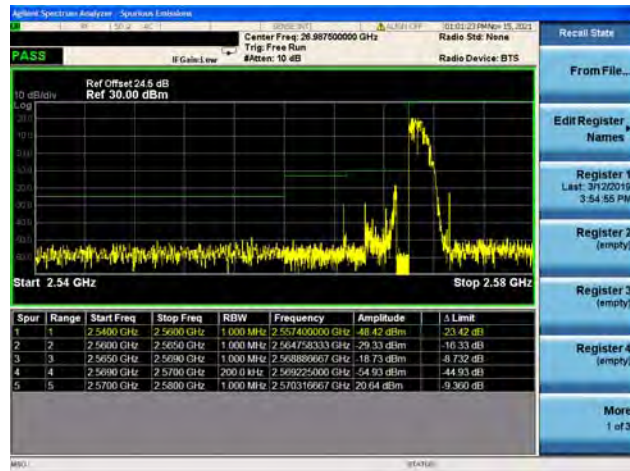 Agilent Spectrum Analyzer - Spurious Emissions
RF 50 Ω AC SENSE:INT ALIGN OFF 01:01:23 PM Nov 15, 2021
Center Freq: 26.987500000 GHz Radio Std: None
Trig: Free Run
PASS IFGain:Low #Atten: 10 dB Radio Device: BTS
Ref Offset 24.5 dB
10 dB/div Ref 30.00 dBm
Log
20.0
10.0
Start 2.54 GHz Stop 2.58 GHz
Spur Range Start Freq Stop Freq RBW Frequency Amplitude Δ Limit
1 1 2.5400 GHz 2.5600 GHz 1.000 MHz 2.557400000 GHz -48.42 dBm -23.42 dB
2 2 2.5600 GHz 2.5650 GHz 1.000 MHz 2.564758333 GHz -29.33 dBm -16.33 dB
3 3 2.5650 GHz 2.5690 GHz 1.000 MHz 2.568880667 GHz -18.73 dBm -8.732 dB
4 4 2.5690 GHz 2.5700 GHz 200.0 kHz 2.569225000 GHz -54.93 dBm -44.93 dB
5 5 2.5700 GHz 2.5800 GHz 1.000 MHz 2.570316667 GHz 20.64 dBm -9.360 dB
MSG STATUS
Recall State
From File...
Edit Register
Names
Register 1
Last: 3/12/2019
3:54:55 PM
Register 2
(empty)
Register 3
(empty)
Register 4
(empty)
More
1 of 3